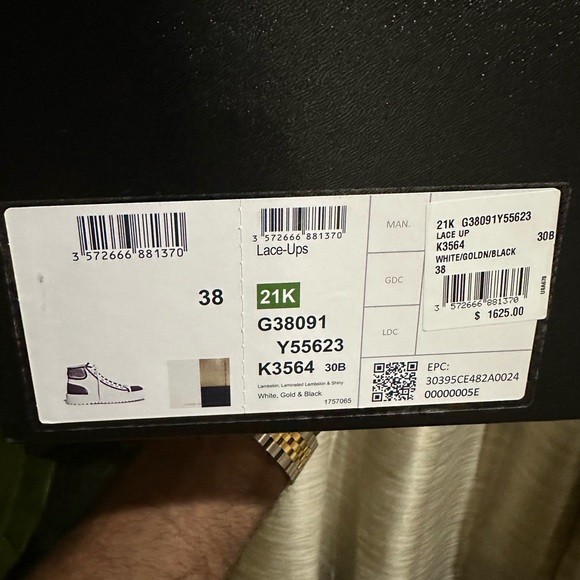 3 572666 881370
38
3 572666 881370
Lace-Ups
21K
G38091
Y55623
K3564 30B
Lambskin, Laminated Lambskin & Shiny
White, Gold & Black
1757065
MAN.
GDC
LDC
21K G38091Y55623
LACE UP
K3564 30B
WHITE/GOLDN/BLACK
38
3 572666 881370
$ 1625.00
EPC:
30395CE482A0024
00000005E